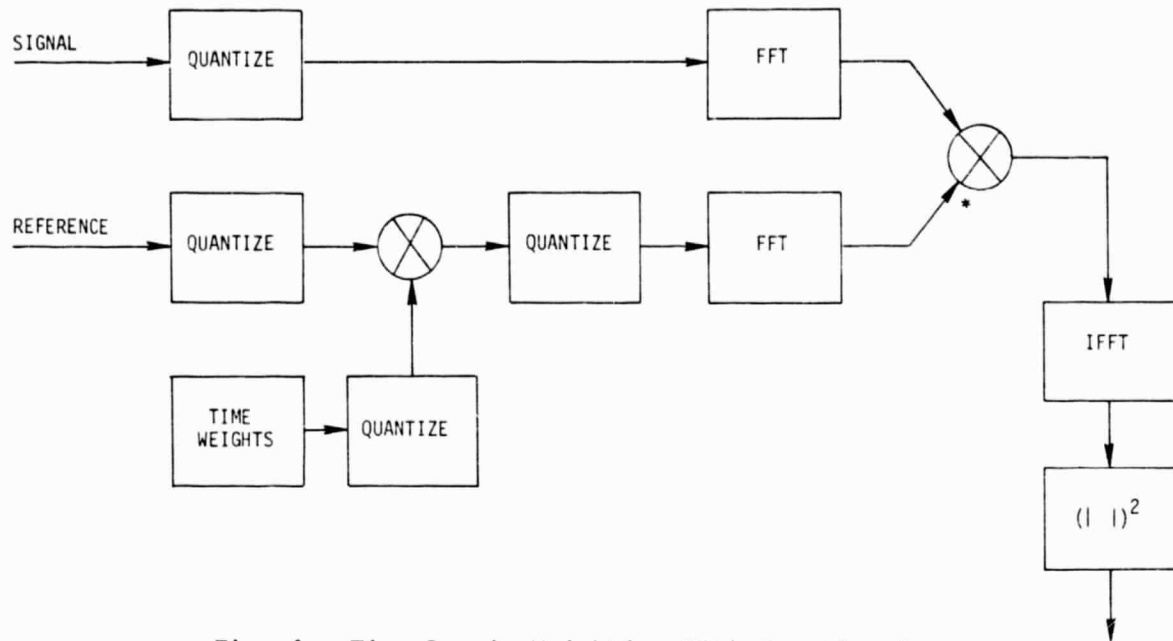 SIGNAL
QUANTIZE
FFT
REFERENCE
QUANTIZE
*
QUANTIZE
FFT
IFFT
TIME
WEIGHTS
QUANTIZE
(| |)²